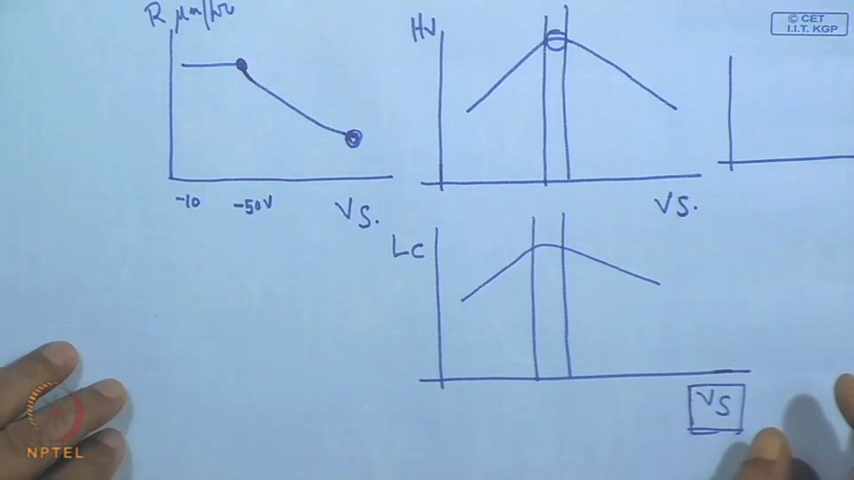 R μm/hr
-10 -50V VS.
HV
VS.
LC
VS
© CET
I.I.T. KGP
NPTEL